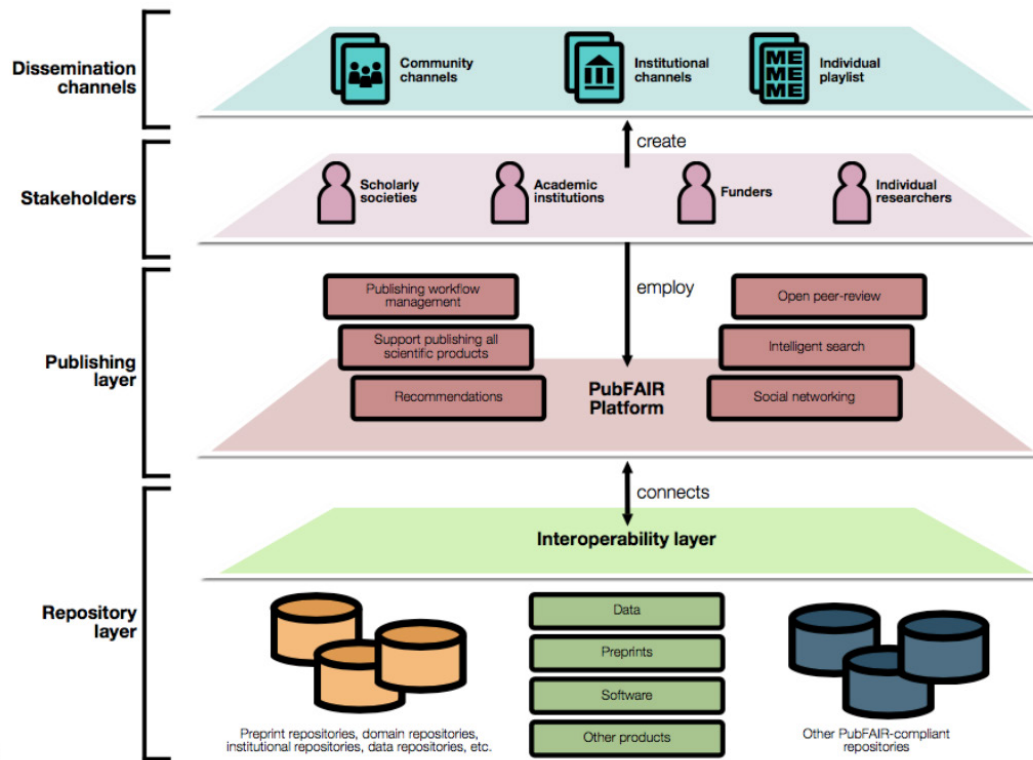 Dissemination
channels
Community
channels
Institutional
channels
ME
ME
ME
Individual
playlist
create
Stakeholders
Scholarly
societies
Academic
institutions
Funders
Individual
researchers
employ
Publishing
layer
Publishing workflow
management
Support publishing all
scientific products
Recommendations
PubFAIR
Platform
Open peer-review
Intelligent search
Social networking
connects
Repository
layer
Interoperability layer
Data
Preprints
Software
Other products
Preprint repositories, domain repositories,
institutional repositories, data repositories, etc.
Other PubFAIR-compliant
repositories